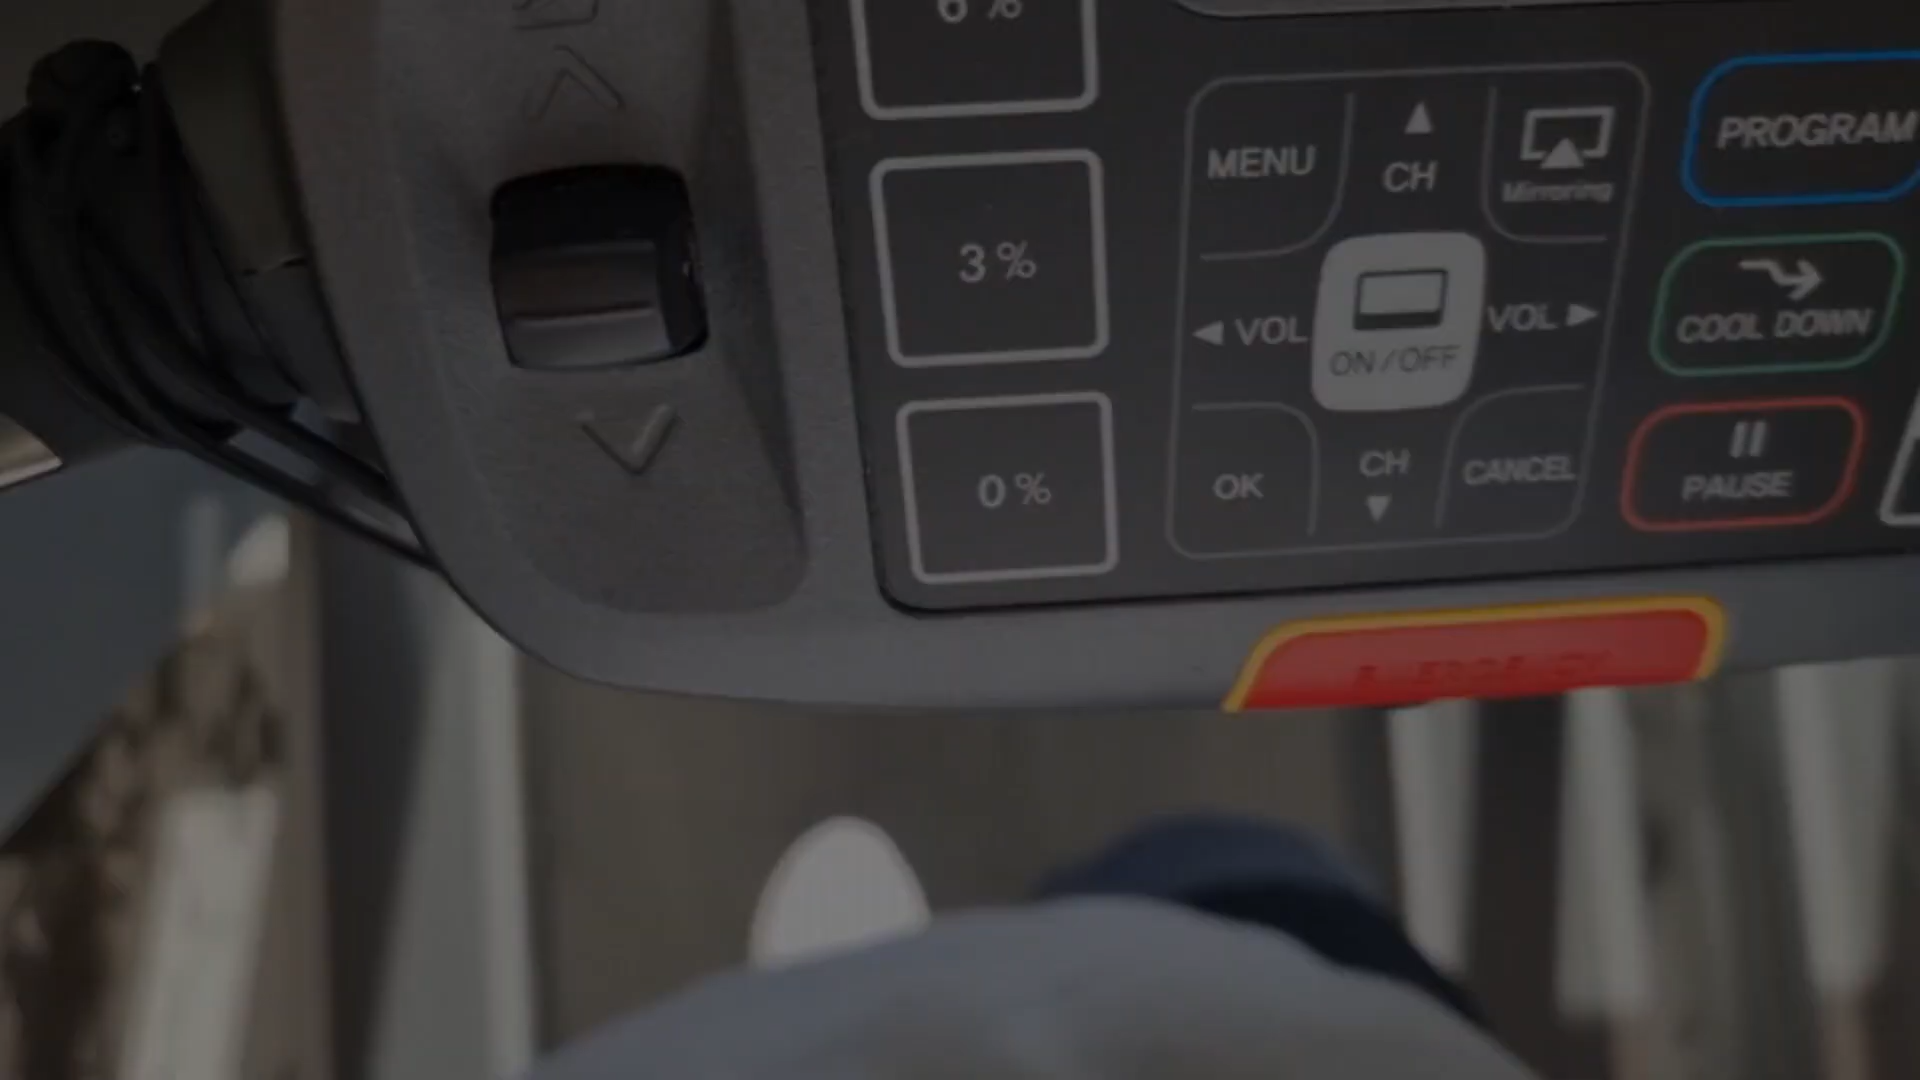 6 %
MENU
CH
Mirroring
PROGRAM
3 %
VOL
ON / OFF
VOL
COOL DOWN
0 %
OK
CH
CANCEL
PAUSE